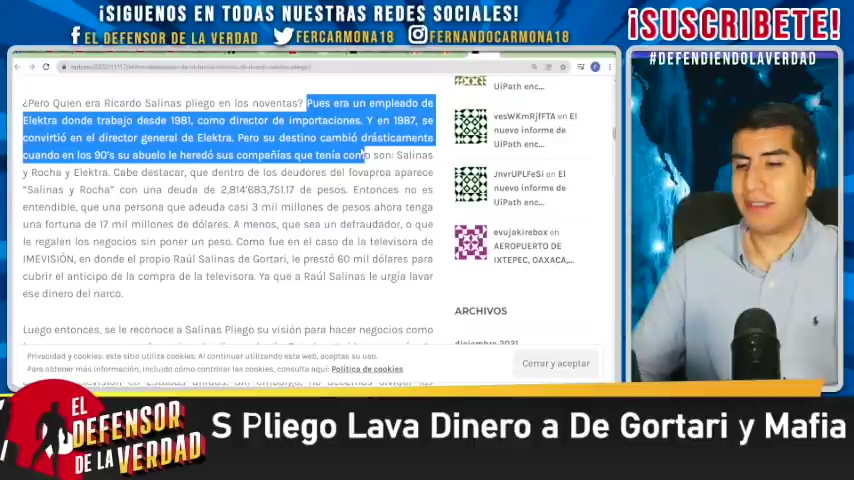 ¡SIGUENOS EN TODAS NUESTRAS REDES SOCIALES!
EL DEFENSOR DE LA VERDAD
FERCARMONA18
FERNANDOCARMONA18
¡SUSCRIBETE!
#DEFENDIENDOLAVERDAD
¿Pero Quien era Ricardo Salinas pliego en los noventas? Pues era un empleado de
Elektra donde trabajo desde 1981, como director de importaciones. Y en 1987, se
convirtió en el director general de Elektra. Pero su destino cambió drásticamente
cuando en los 90's su abuelo le heredó sus compañías que tenía como son: Salinas
y Rocha y Elektra. Cabe destacar, que dentro de los deudores del fovaproa aparece
"Salinas y Rocha" con una deuda de 2,814'683,751.17 de pesos. Entonces no es
entendible, que una persona que adeuda casi 3 mil millones de pesos ahora tenga
una fortuna de 17 mil millones de dólares. A menos, que sea un defraudador, o que
le regalen los negocios sin poner un peso. Como fue en el caso de la televisora de
IMEVISIÓN, en donde el propio Raúl Salinas de Gortari, le prestó 60 mil dólares para
cubrir el anticipo de la compra de la televisora. Ya que a Raúl Salinas le urgía lavar
ese dinero del narco.
Luego entonces, se le reconoce a Salinas Pliego su visión para hacer negocios como
UiPath enc...
vesWKmRjfFTA en El
nuevo informe de
UiPath enc...
JnvrUPLFeSi en El
nuevo informe de
UiPath enc...
evujakirebox en
AEROPUERTO DE
IXTEPEC, OAXACA,...
ARCHIVOS
diciembre 2021
Privacidad y cookies: este sitio utiliza cookies. Al continuar utilizando esta web, aceptas su uso.
Para obtener más información, incluido cómo controlar las cookies, consulta aquí: Política de cookies
Cerrar y aceptar
EL
DEFENSOR
DE LA VERDAD
S Pliego Lava Dinero a De Gortari y Mafia